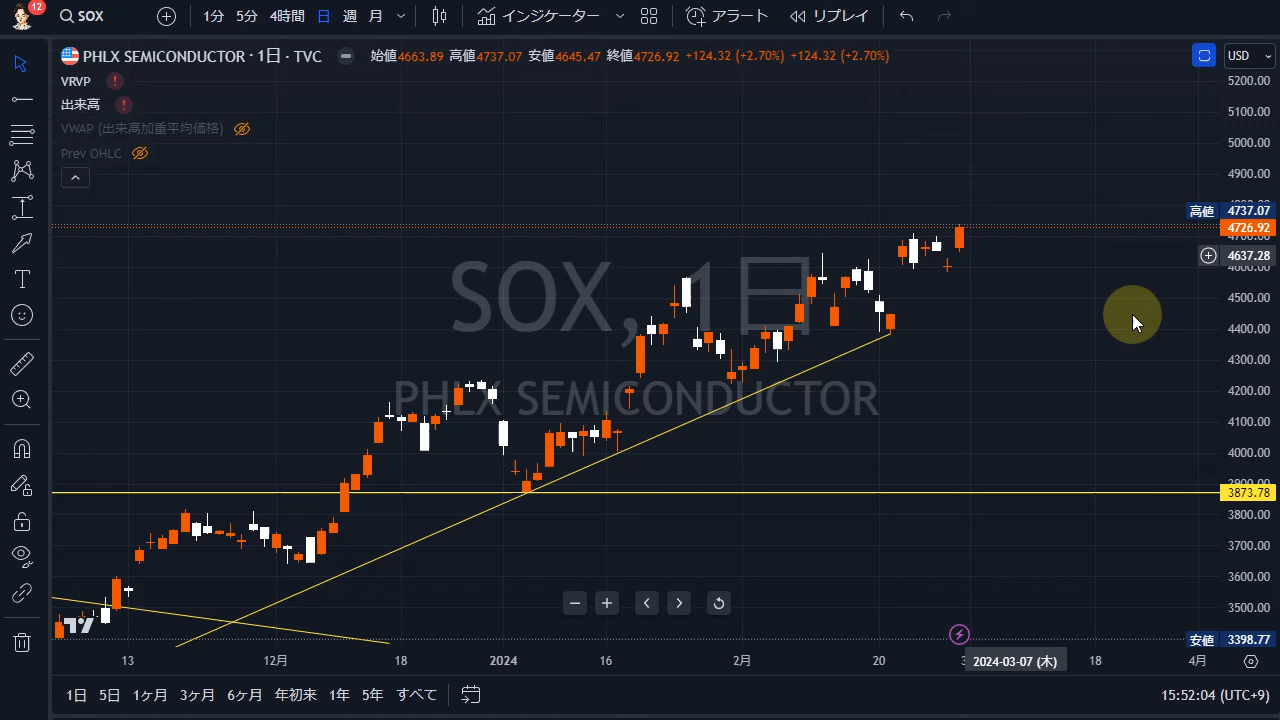 12
SOX
1分 5分 4時間 日 週 月
インジケーター
アラート
リプレイ
PHLX SEMICONDUCTOR・1日・TVC 始値4663.89 高値4737.07 安値4645.47 終値4726.92 +124.32 (+2.70%) +124.32 (+2.70%)
USD
VRVP
出来高
VWAP (出来高加重平均価格)
Prev OHLC
SOX, 1日
PHLX SEMICONDUCTOR
5200.00
5100.00
5000.00
4900.00
高値 4737.07
4726.92
4637.28
4500.00
4400.00
4300.00
4200.00
4100.00
4000.00
3873.78
3800.00
3700.00
3600.00
3500.00
安値 3398.77
13 12月 18 2024 16 2月 20 2024-03-07 (木) 18 4月
1日 5日 1ヶ月 3ヶ月 6ヶ月 年初来 1年 5年 すべて
15:52:04 (UTC+9)